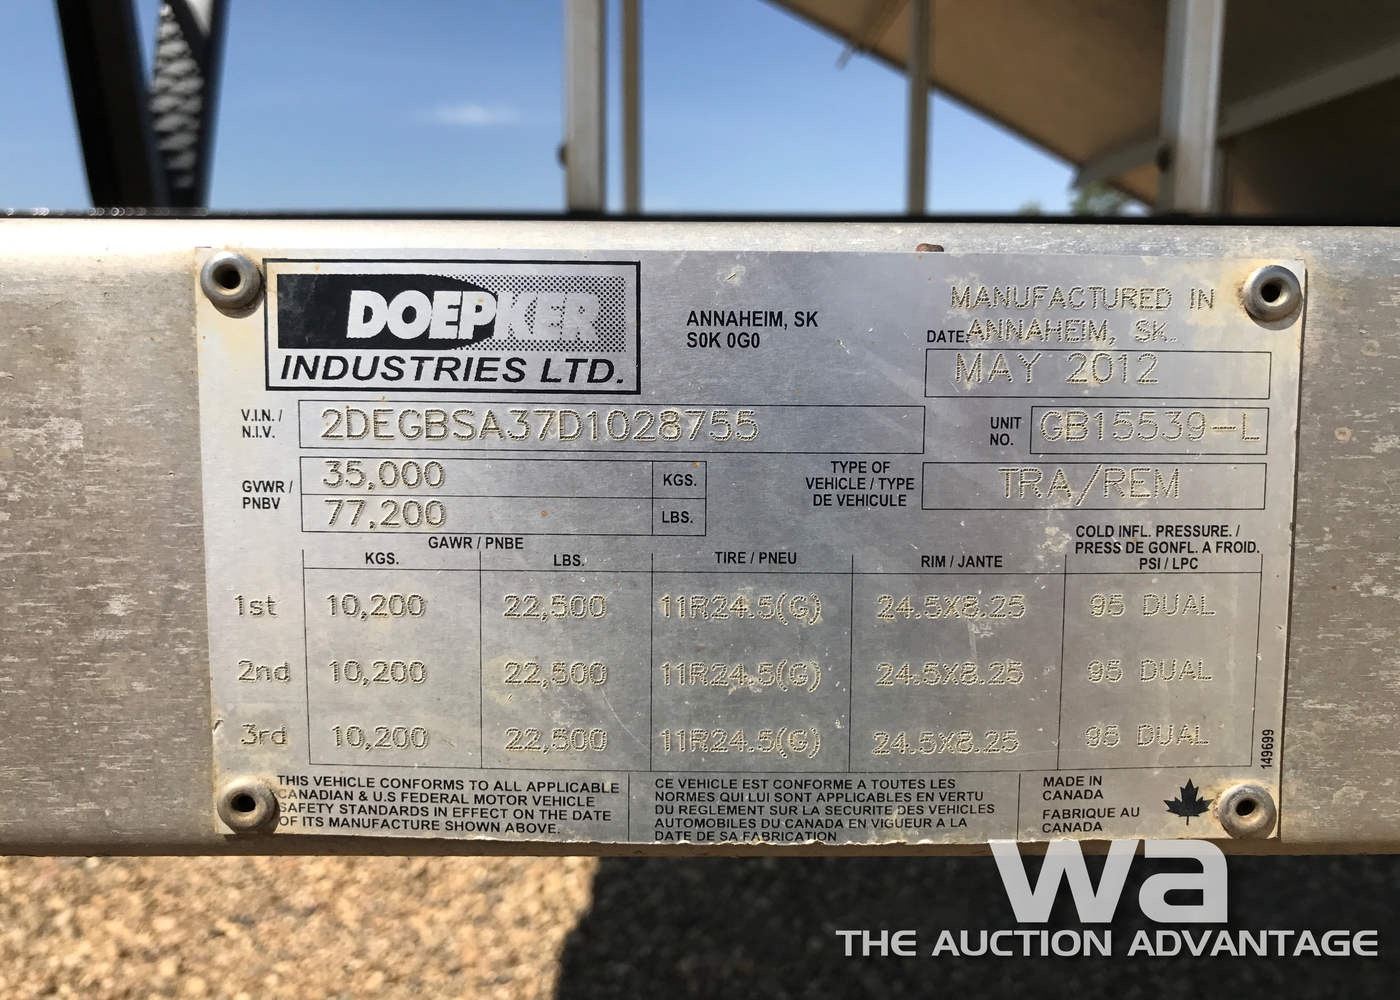 DOEPKER
INDUSTRIES LTD.
ANNAHEIM, SK
S0K 0G0
MANUFACTURED IN
DATE: ANNAHEIM, SK.
MAY 2012
V.I.N. /
N.I.V.
2DEGBSA37D1028755
UNIT
NO.
GB15539-L
GVWR /
PNBV
35,000 KGS.
77,200 LBS.
TYPE OF
VEHICLE / TYPE
DE VEHICULE
TRA/REM
GAWR / PNBE
COLD INFL. PRESSURE. /
PRESS DE GONFL. A FROID.
KGS. LBS. TIRE / PNEU RIM / JANTE PSI / LPC
1st 10,200 22,500 11R24.5(G) 24.5X8.25 95 DUAL
2nd 10,200 22,500 11R24.5(G) 24.5X8.25 95 DUAL
3rd 10,200 22,500 11R24.5(G) 24.5X8.25 95 DUAL
149699
THIS VEHICLE CONFORMS TO ALL APPLICABLE
CANADIAN & U.S FEDERAL MOTOR VEHICLE
SAFETY STANDARDS IN EFFECT ON THE DATE
OF ITS MANUFACTURE SHOWN ABOVE.
CE VEHICLE EST CONFORME A TOUTES LES
NORMES QUI LUI SONT APPLICABLES EN VERTU
DU REGLEMENT SUR LA SECURITE DES VEHICLES
AUTOMOBILES DU CANADA EN VIGUEUR A LA
DATE DE SA FABRICATION
MADE IN
CANADA
FABRIQUE AU
CANADA
wa
THE AUCTION ADVANTAGE